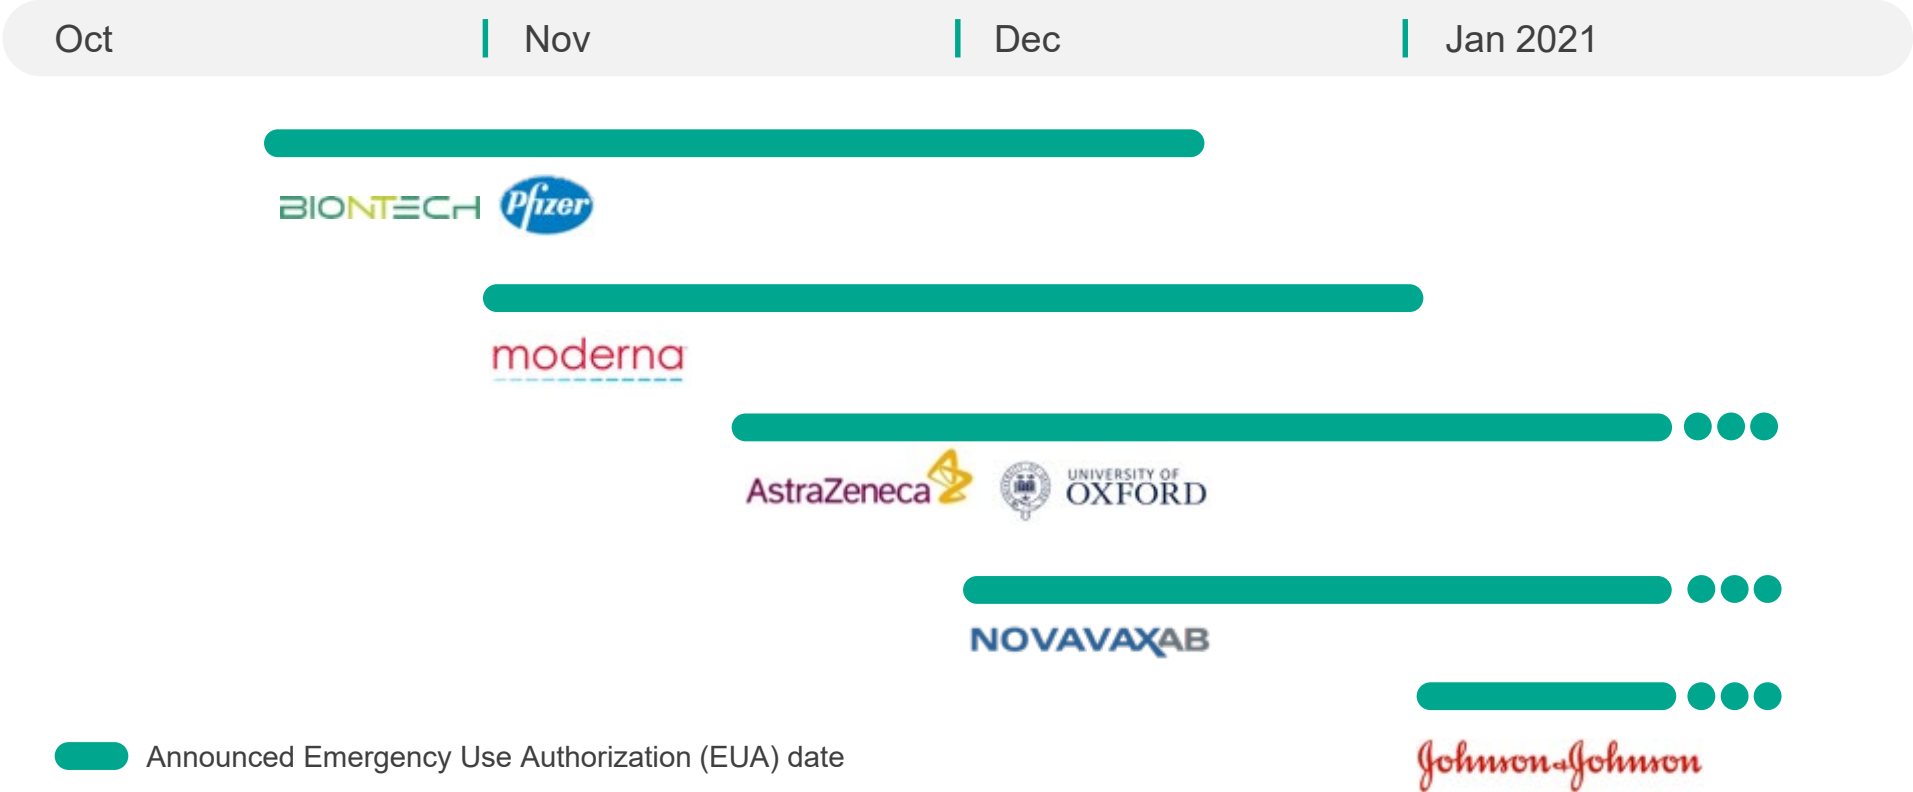 Oct
Nov
Dec
Jan 2021
BIONTECH
Pfizer
moderna
AstraZeneca
UNIVERSITY OF
OXFORD
NOVAVAXAB
Announced Emergency Use Authorization (EUA) date
Johnson&Johnson